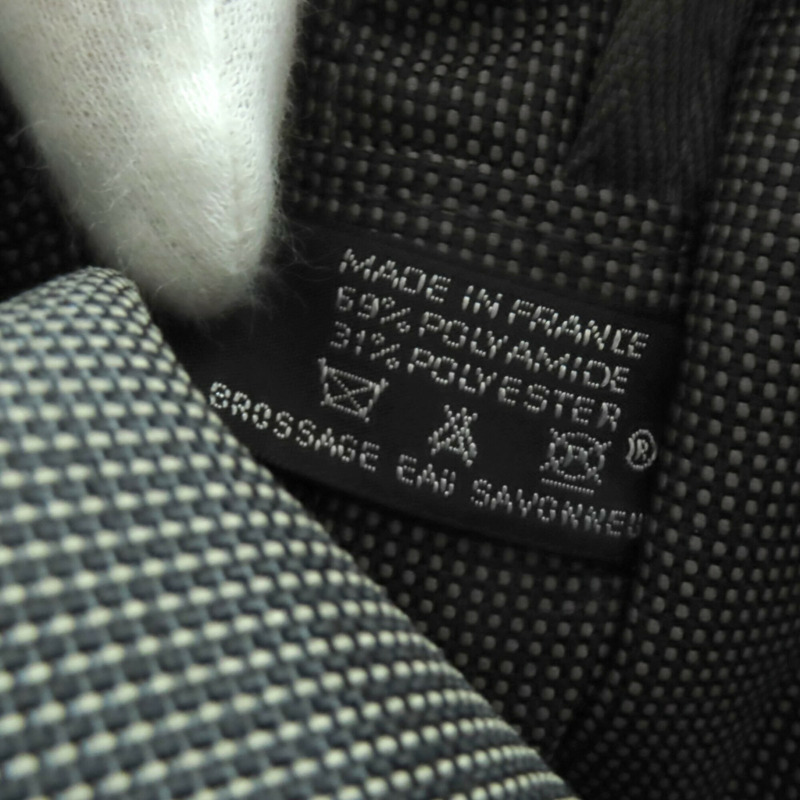 MADE IN FRANCE
69% POLYAMIDE
31% POLYESTER
®
BROSSAGE EAU SAVONNEU